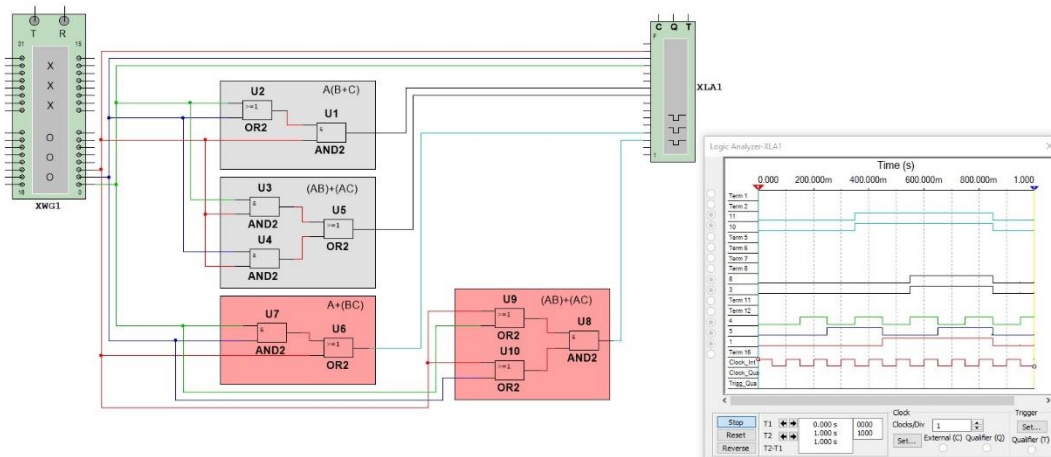 T R
31 15
X
X
X
O
O
O
16 0
XWG1
C Q T
F
1
XLA1
A(B+C)
U2
>=1
OR2
U1
&
AND2
(AB)+(AC)
U3
&
AND2
U4
&
AND2
U5
>=1
OR2
A+(BC)
U7
&
AND2
U6
>=1
OR2
(AB)+(AC)
U9
>=1
OR2
U10
>=1
OR2
U8
&
AND2
Logic Analyzer-XLA1
Time (s)
0.000 200.000m 400.000m 600.000m 800.000m 1.000
Term 1
Term 2
11
10
Term 5
Term 6
Term 7
Term 8
3
Term 11
Term 12
4
5
1
Term 16
Clock_Int
Clock_Qua
Trigg_Qua
Stop
Reset
Reverse
T1 0.000 s 0000
T2 1.000 s 1000
T2-T1 1.000 s
Clock
Clocks/Div 1
Set... External (C) Qualifier (Q)
Trigger
Set...
Qualifier (T)